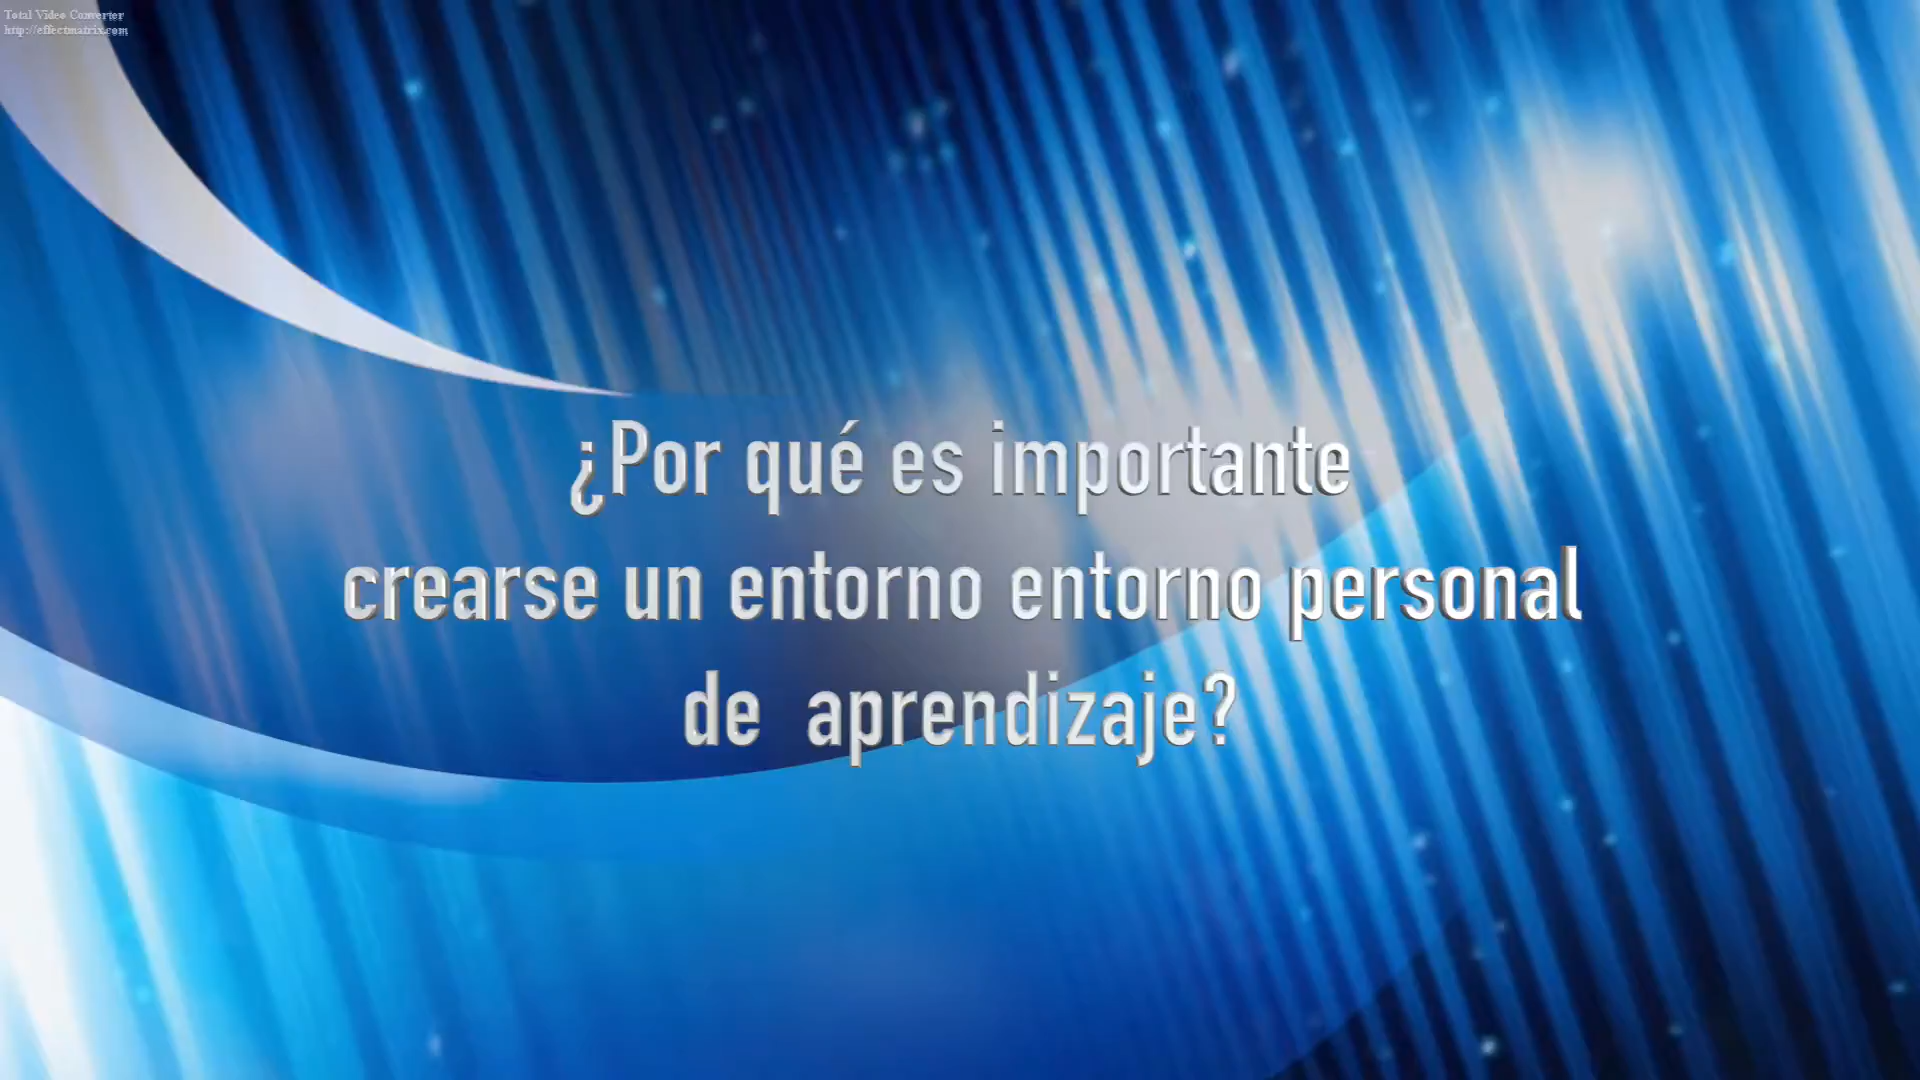 Total Video Converter
http://effectmatrix.com
¿Por qué es importante
crearse un entorno entorno personal
de aprendizaje?